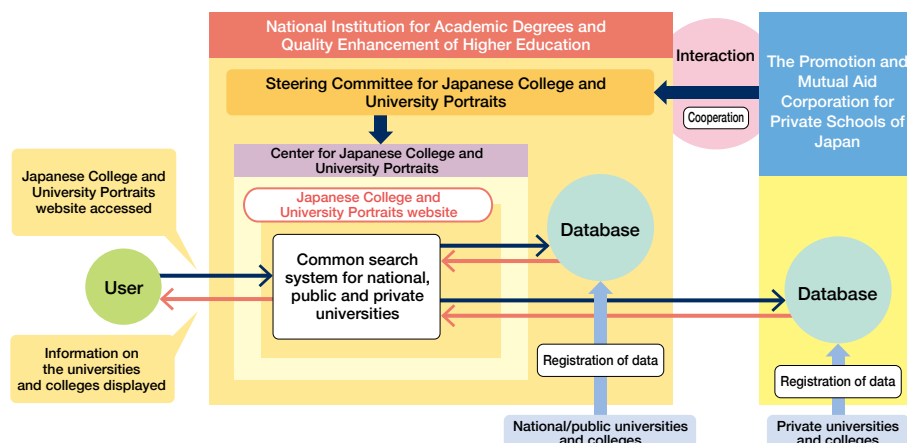 National Institution for Academic Degrees and
Quality Enhancement of Higher Education
Interaction
The Promotion and
Mutual Aid
Corporation for
Private Schools of
Japan
Steering Committee for Japanese College and
University Portraits
Cooperation
Center for Japanese College and
University Portraits
Japanese College and
University Portraits
website accessed
Japanese College and
University Portraits website
Database
Common search
system for national,
public and private
universities
User
Database
Information on
the universities
and colleges displayed
Registration of data
Registration of data
National/public universities
and colleges
Private universities
and colleges